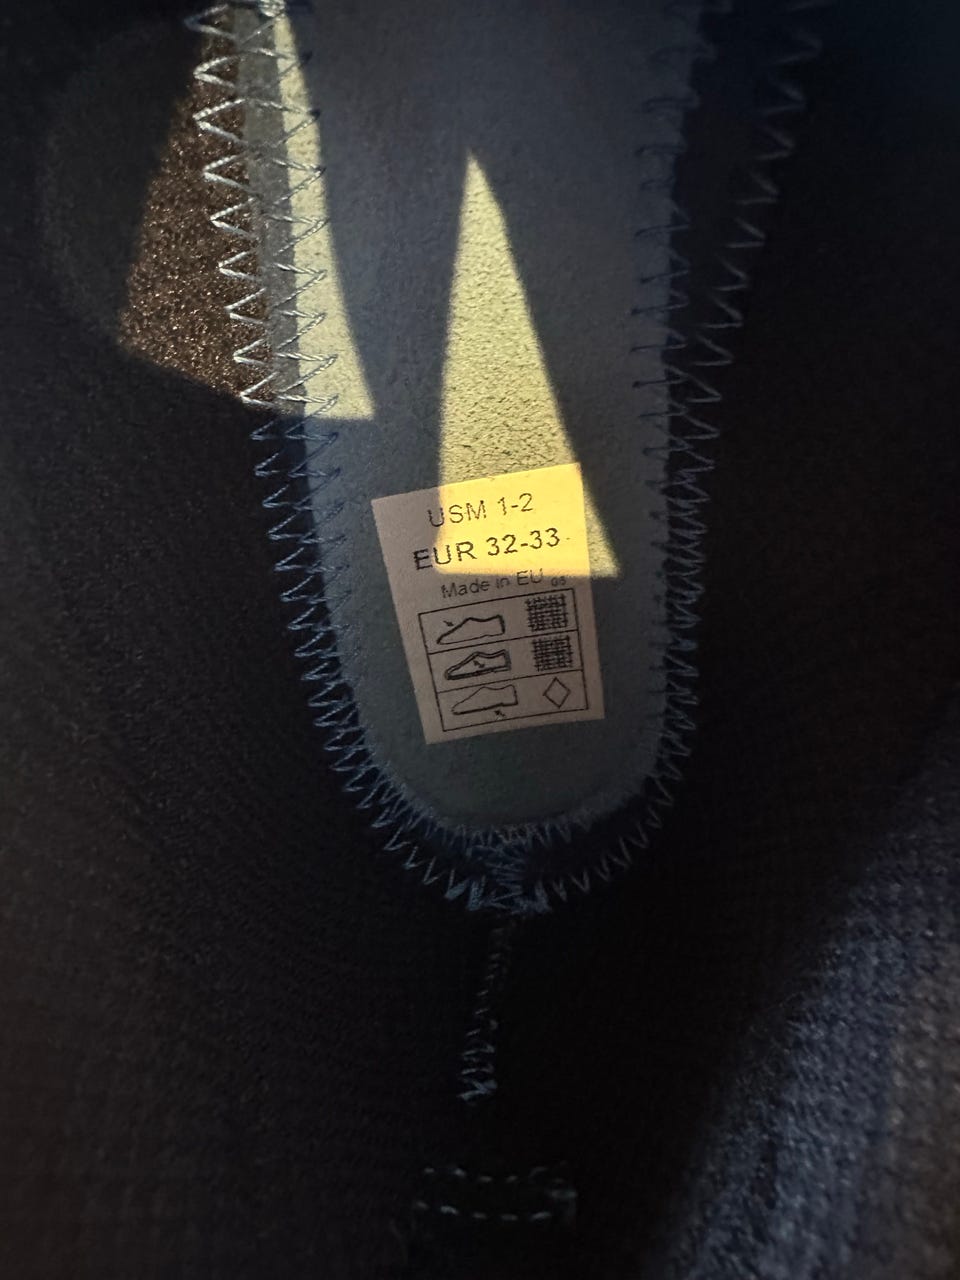 USM 1-2
EUR 32-33
Made in EU